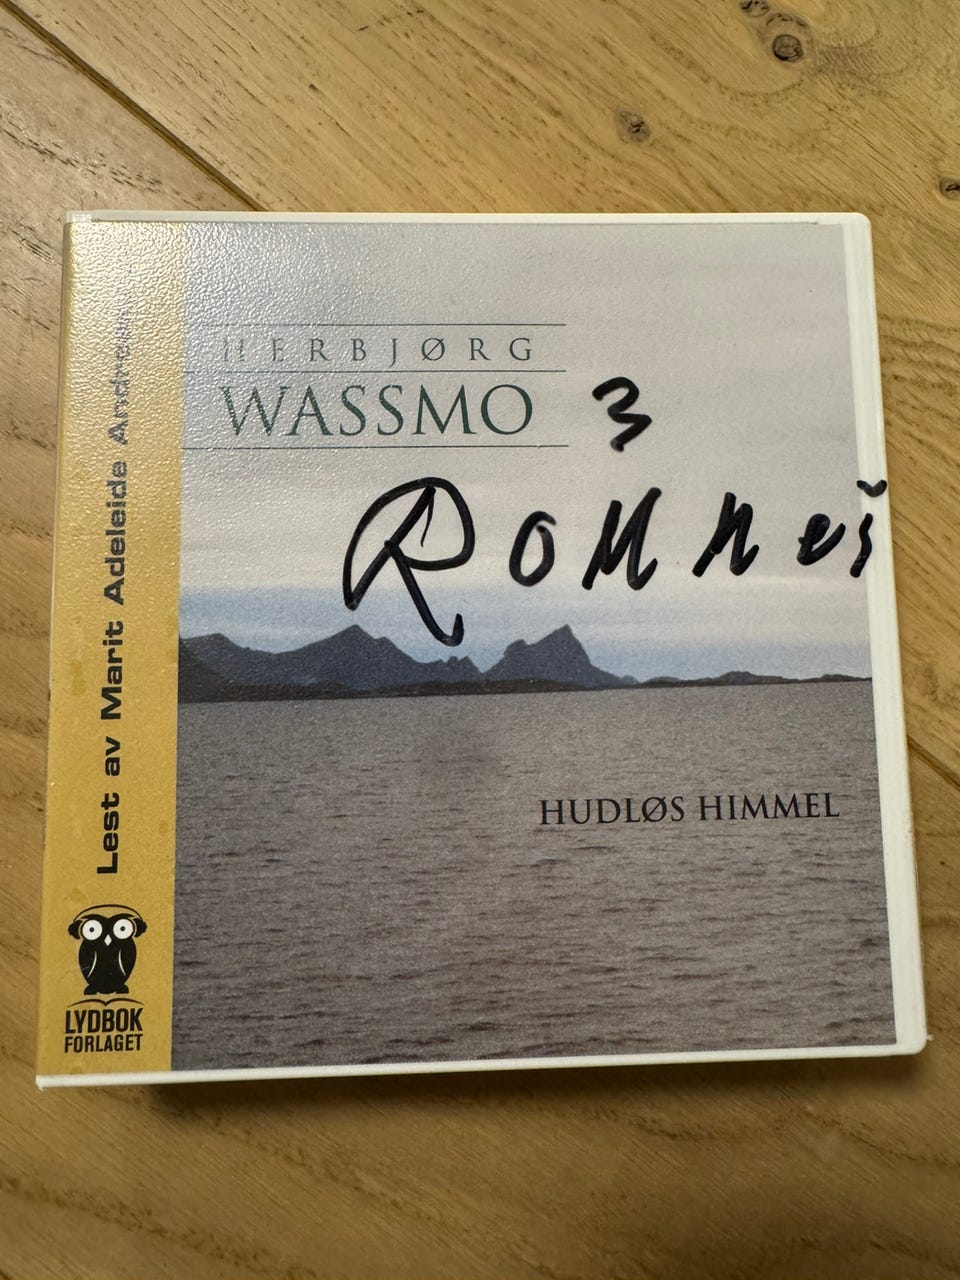 HERBJØRG
WASSMO
3
HUDLØS HIMMEL
Lest av Marit Adeleide
LYDBOK
FORLAGET